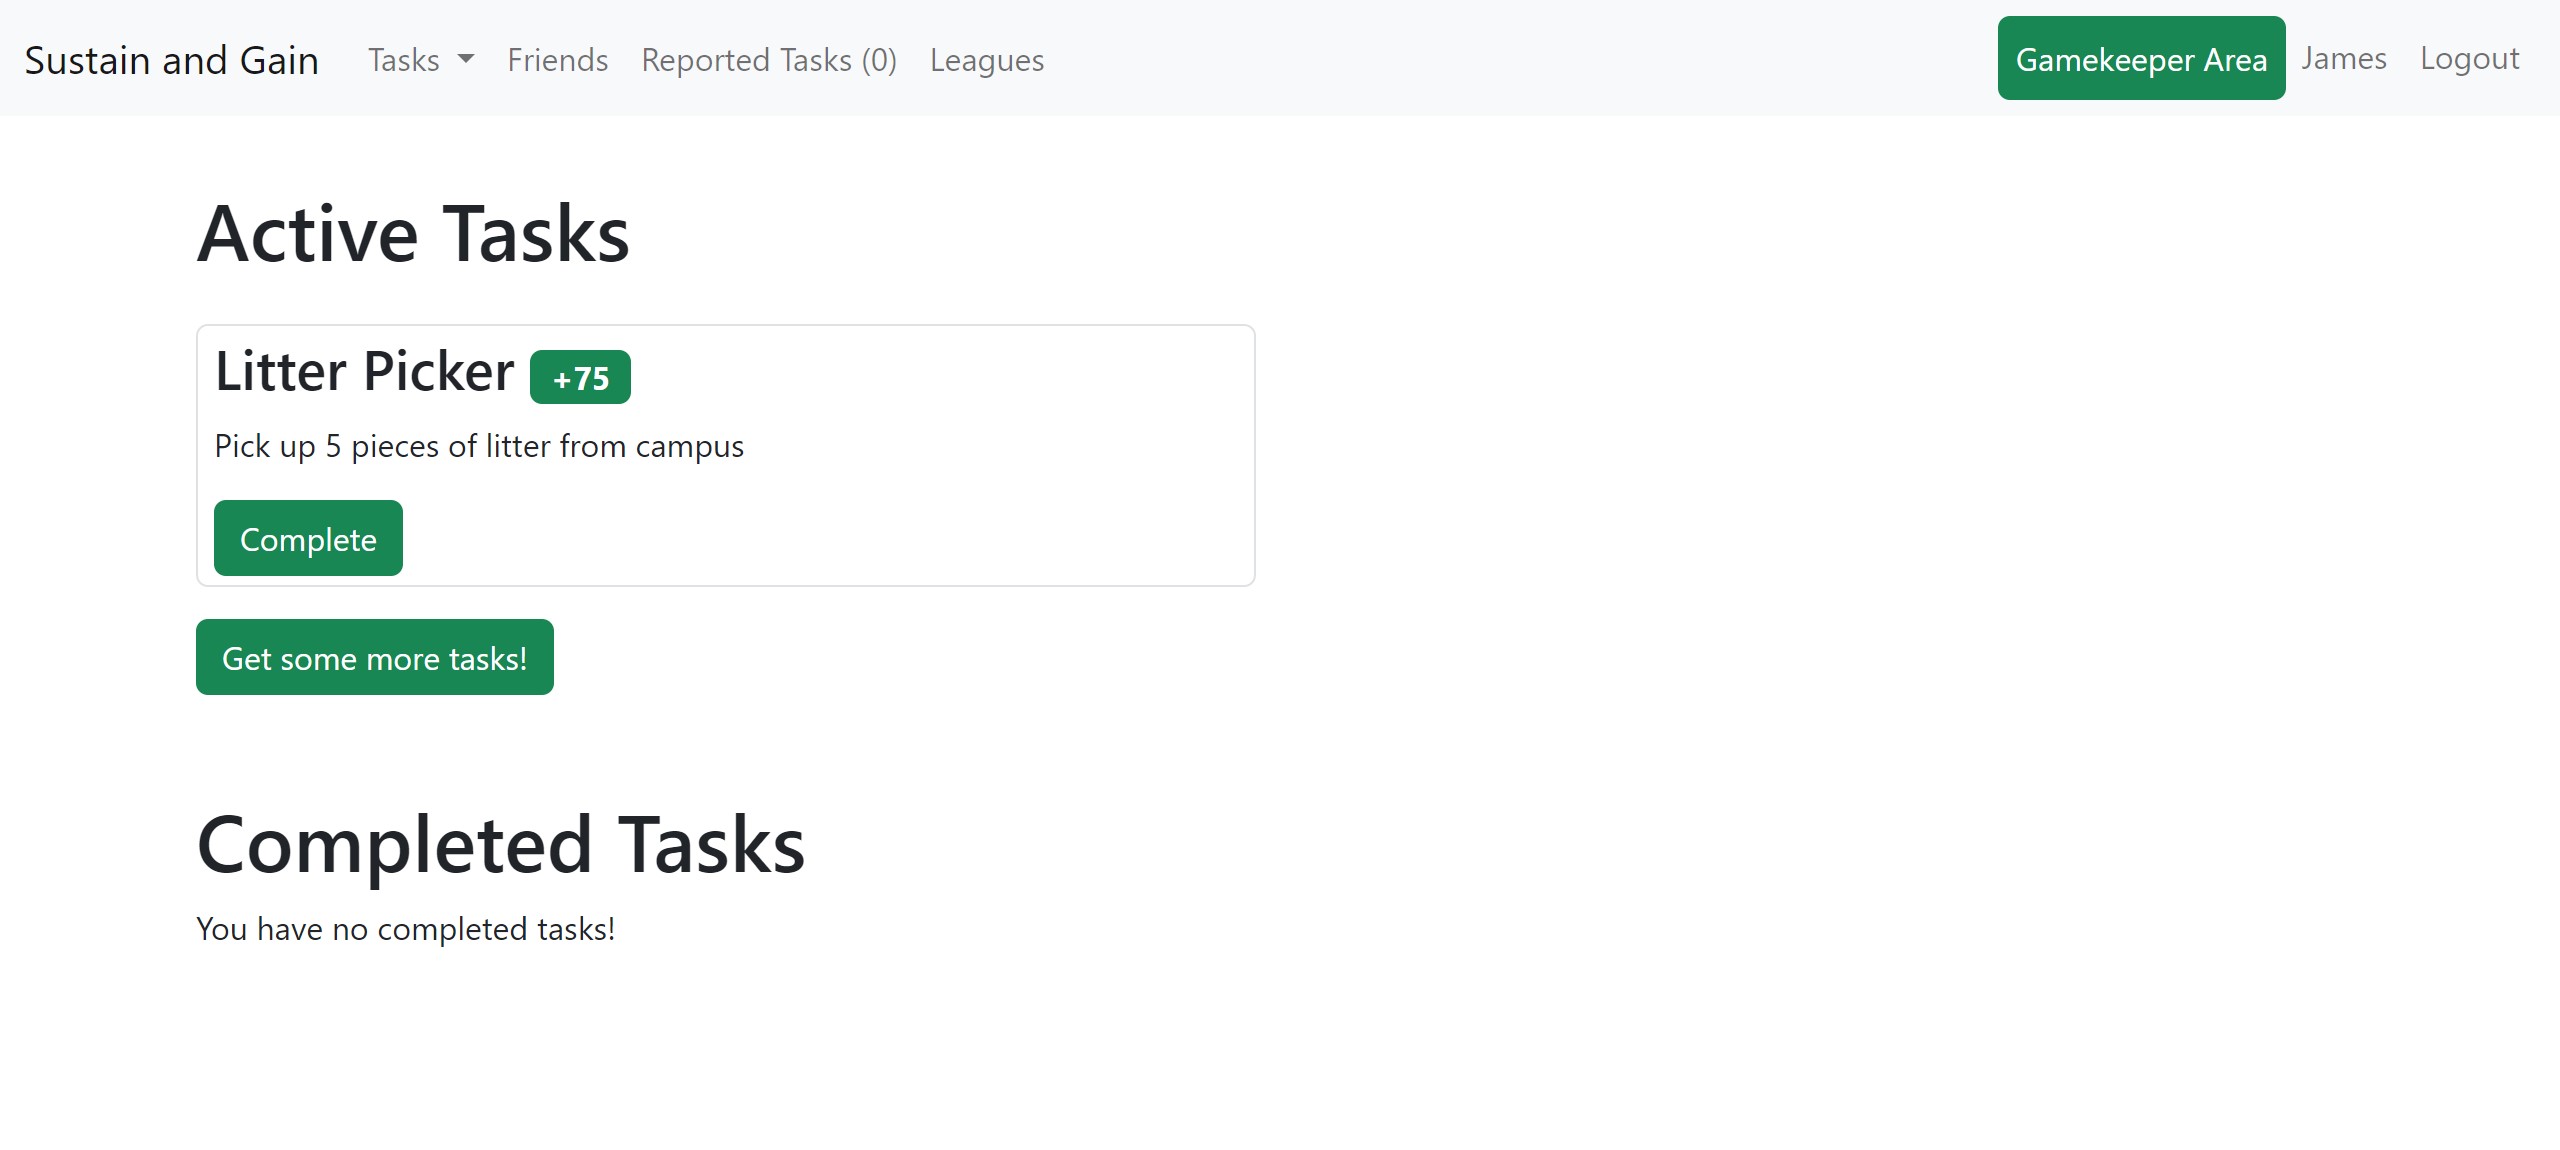 Sustain and Gain Tasks Friends Reported Tasks (0) Leagues Gamekeeper Area James Logout
Active Tasks
Litter Picker +75
Pick up 5 pieces of litter from campus
Complete
Get some more tasks!
Completed Tasks
You have no completed tasks!